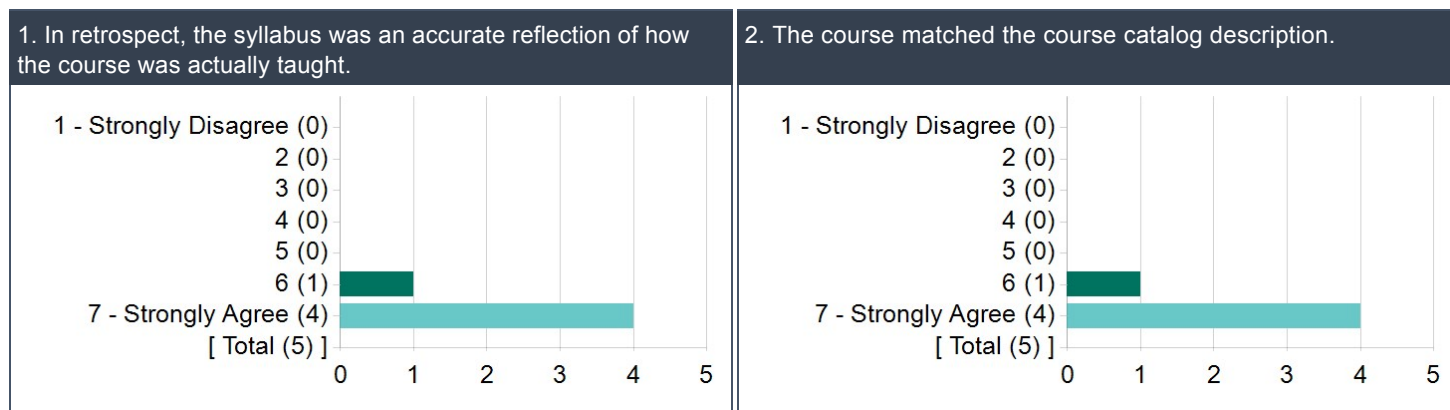 1. In retrospect, the syllabus was an accurate reflection of how
the course was actually taught.
1 - Strongly Disagree (0)
2 (0)
3 (0)
4 (0)
5 (0)
6 (1)
7 - Strongly Agree (4)
[ Total (5) ]
0 1 2 3 4 5
2. The course matched the course catalog description.
1 - Strongly Disagree (0)
2 (0)
3 (0)
4 (0)
5 (0)
6 (1)
7 - Strongly Agree (4)
[ Total (5) ]
0 1 2 3 4 5